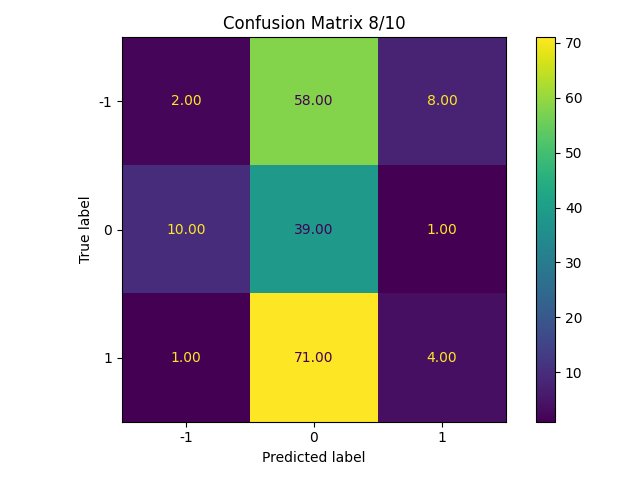 Confusion Matrix 8/10
True label
-1 2.00 58.00 8.00
0 10.00 39.00 1.00
1 1.00 71.00 4.00
-1 0 1
Predicted label
70
60
50
40
30
20
10